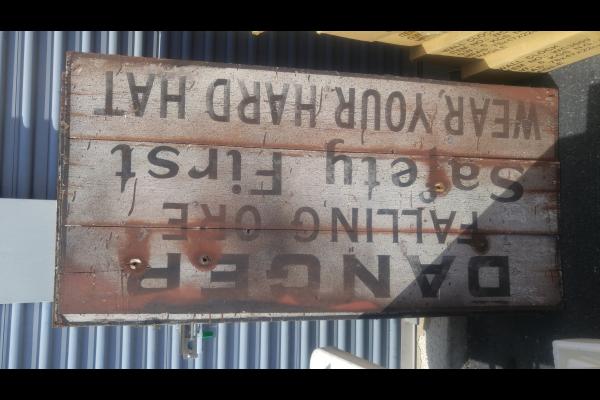 DANGER
FALLING ORE
Safety First
WEAR YOUR HARD HAT